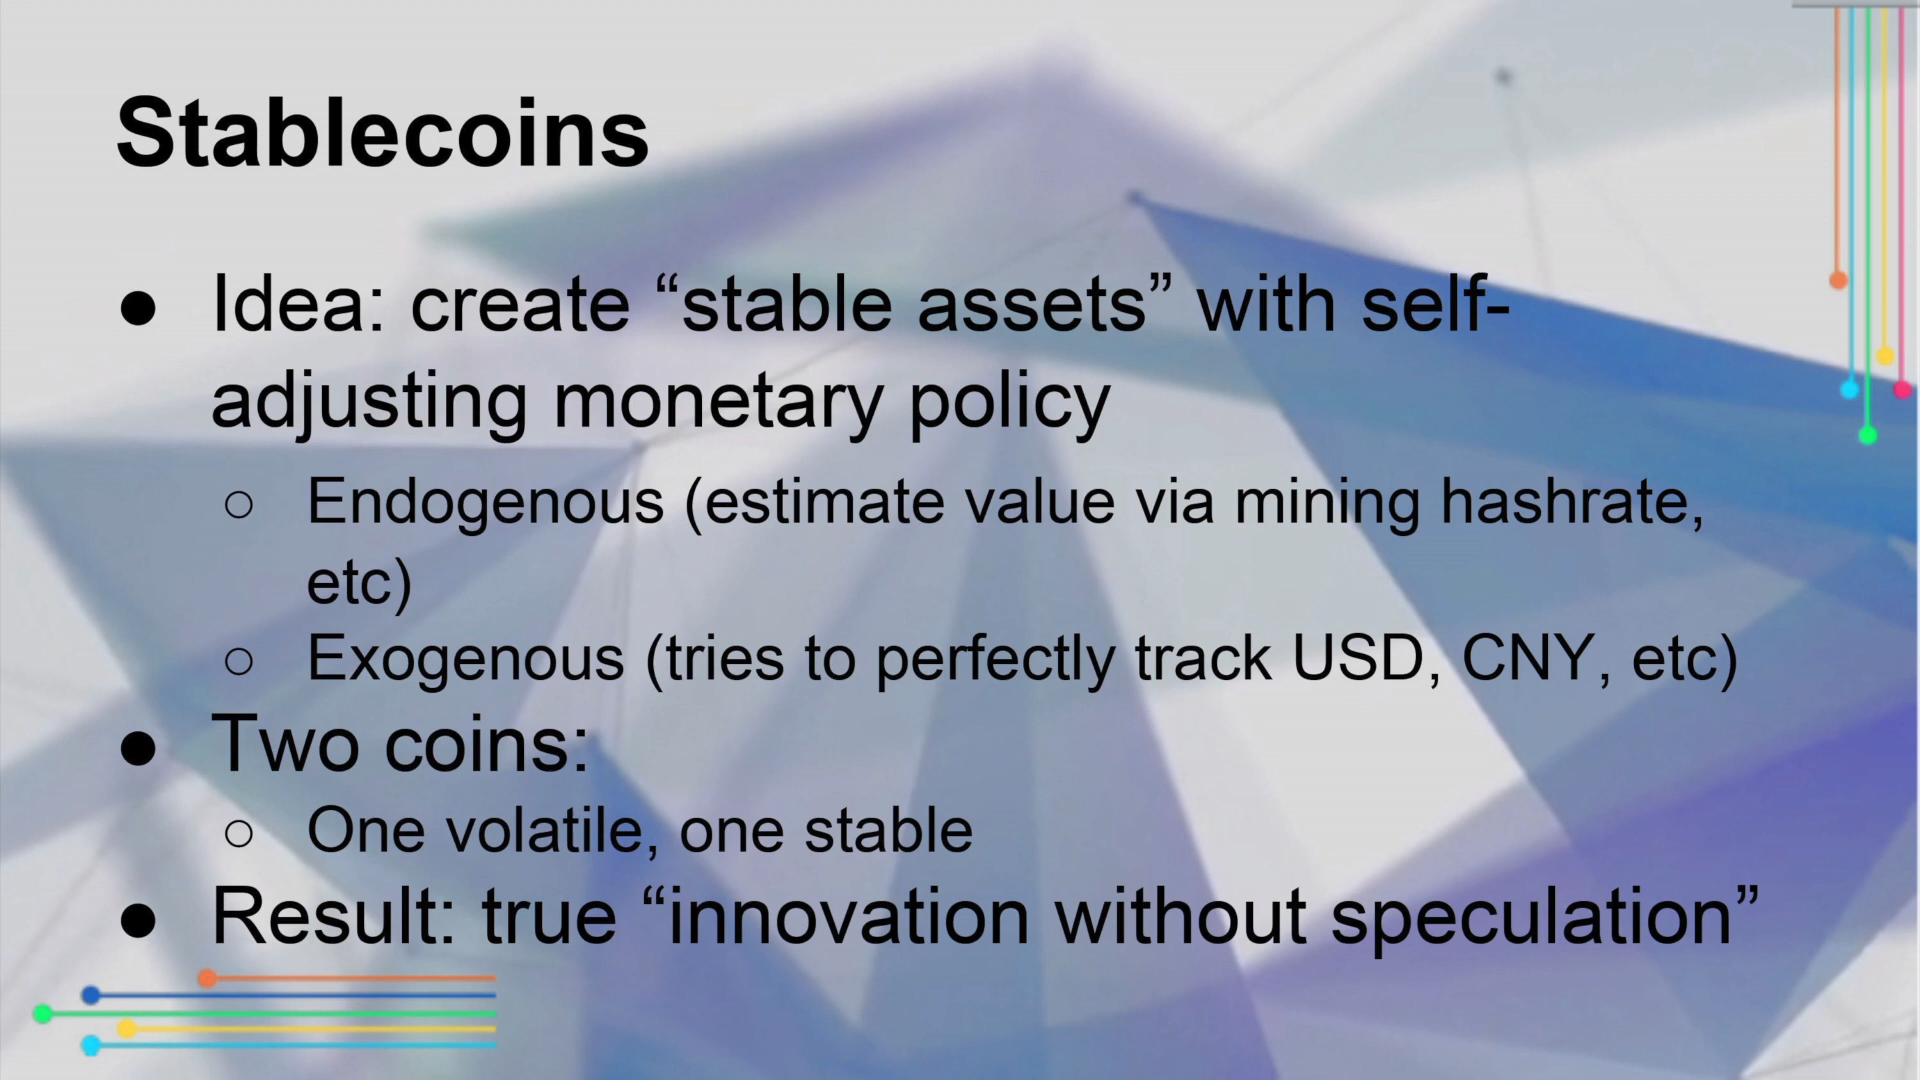 Stablecoins
● Idea: create “stable assets” with self-
adjusting monetary policy
○ Endogenous (estimate value via mining hashrate,
etc)
○ Exogenous (tries to perfectly track USD, CNY, etc)
● Two coins:
○ One volatile, one stable
● Result: true “innovation without speculation”